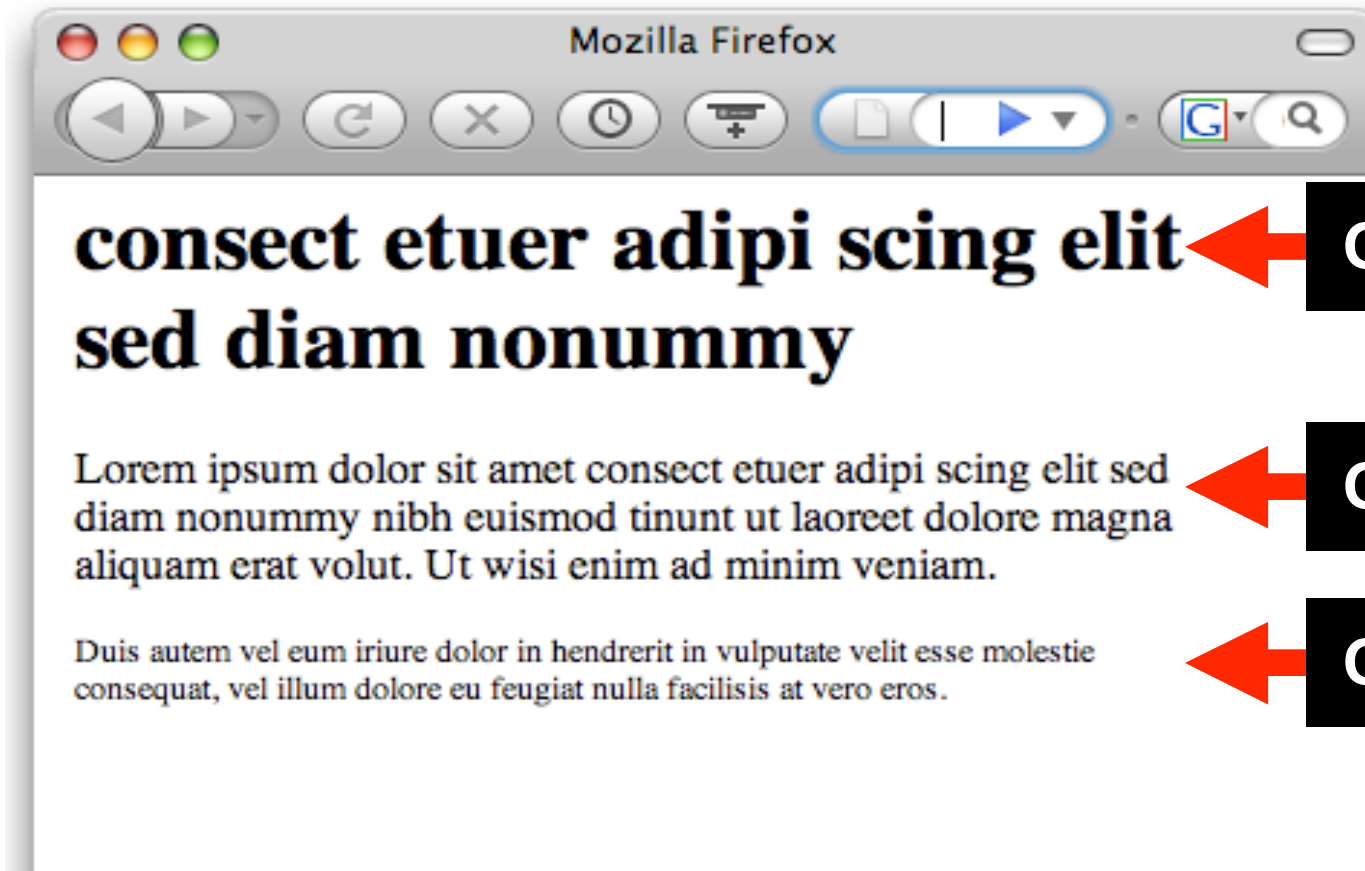 Mozilla Firefox
G
consect etuer adipi scing elit
sed diam nonummy
Lorem ipsum dolor sit amet consect etuer adipi scing elit sed
diam nonummy nibh euismod tinunt ut laoreet dolore magna
aliquam erat volut. Ut wisi enim ad minim veniam.
Duis autem vel eum iriure dolor in hendrerit in vulputate velit esse molestie
consequat, vel illum dolore eu feugiat nulla facilisis at vero eros.